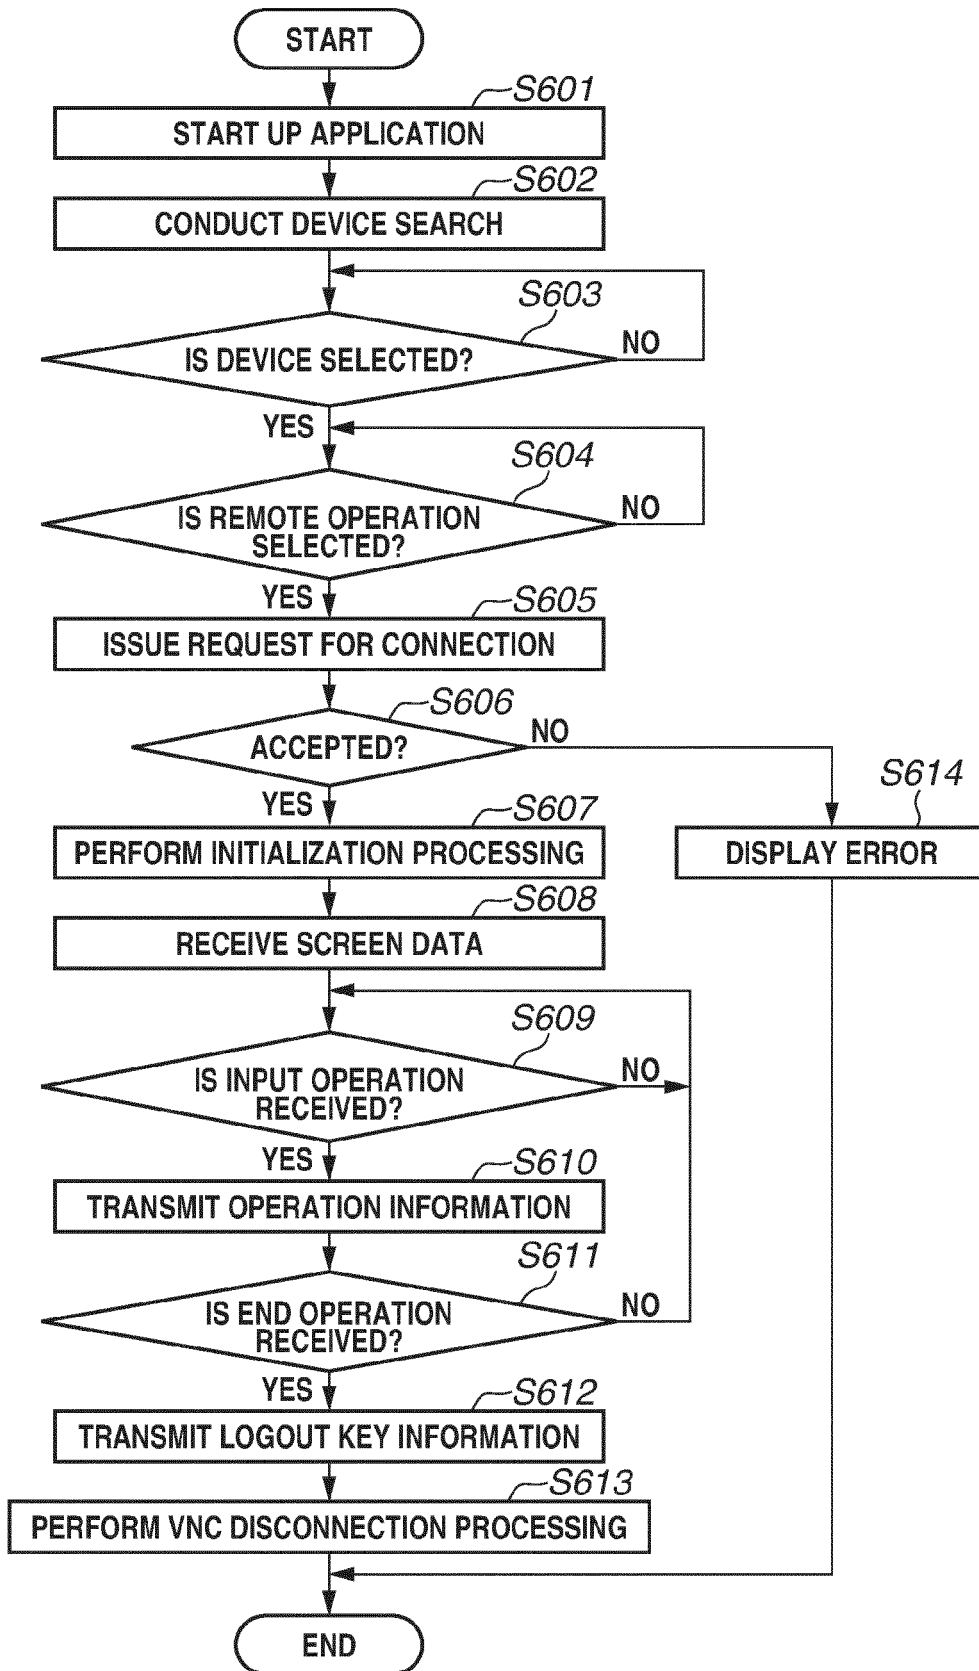 START
S601
START UP APPLICATION
S602
CONDUCT DEVICE SEARCH
S603
IS DEVICE SELECTED?
NO
YES
S604
IS REMOTE OPERATION
SELECTED?
NO
YES
S605
ISSUE REQUEST FOR CONNECTION
S606
ACCEPTED?
NO
YES
S607
PERFORM INITIALIZATION PROCESSING
S614
DISPLAY ERROR
S608
RECEIVE SCREEN DATA
S609
IS INPUT OPERATION
RECEIVED?
NO
YES
S610
TRANSMIT OPERATION INFORMATION
S611
IS END OPERATION
RECEIVED?
NO
YES
S612
TRANSMIT LOGOUT KEY INFORMATION
S613
PERFORM VNC DISCONNECTION PROCESSING
END